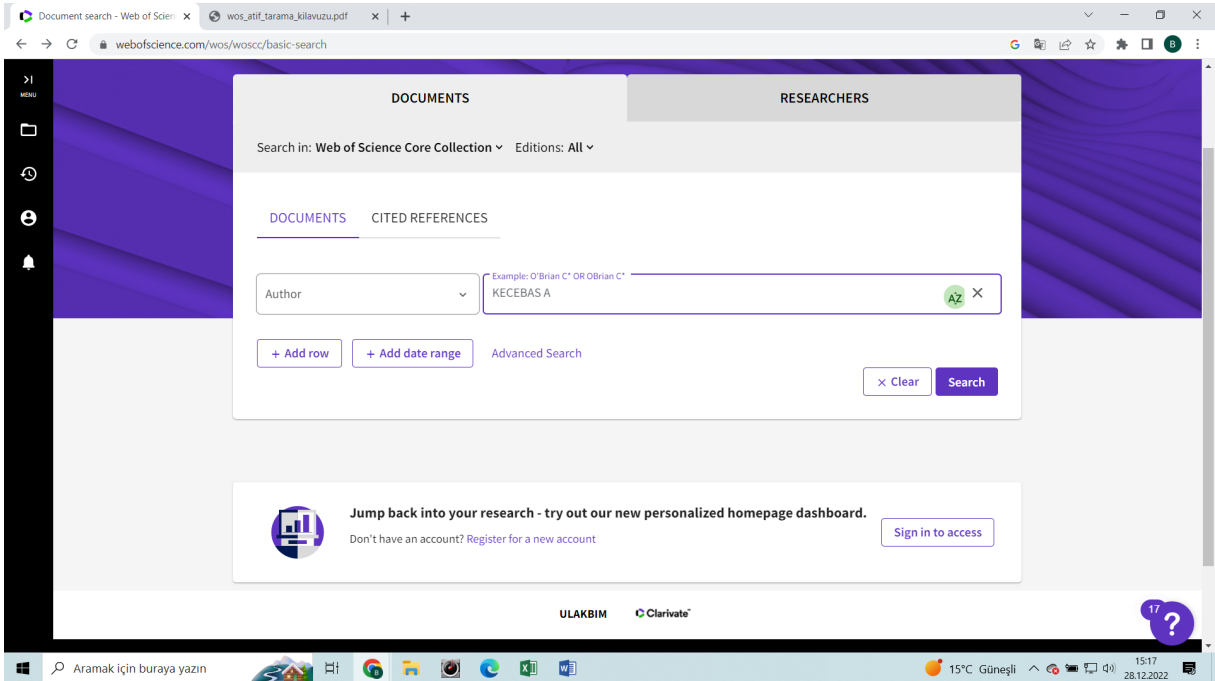 Document search - Web of Scien
wos_atif_tarama_kilavuzu.pdf
webofscience.com/wos/woscc/basic-search
G
B
MENU
DOCUMENTS
RESEARCHERS
Search in: Web of Science Core Collection Editions: All
DOCUMENTS
CITED REFERENCES
Example: O'Brian C* OR OBrian C*
Author
KECEBAS A
AZ
+ Add row
+ Add date range
Advanced Search
× Clear
Search
Jump back into your research - try out our new personalized homepage dashboard.
Don't have an account? Register for a new account
Sign in to access
ULAKBIM
Clarivate™
17
?
Aramak için buraya yazın
15°C Güneşli
15:17
28.12.2022